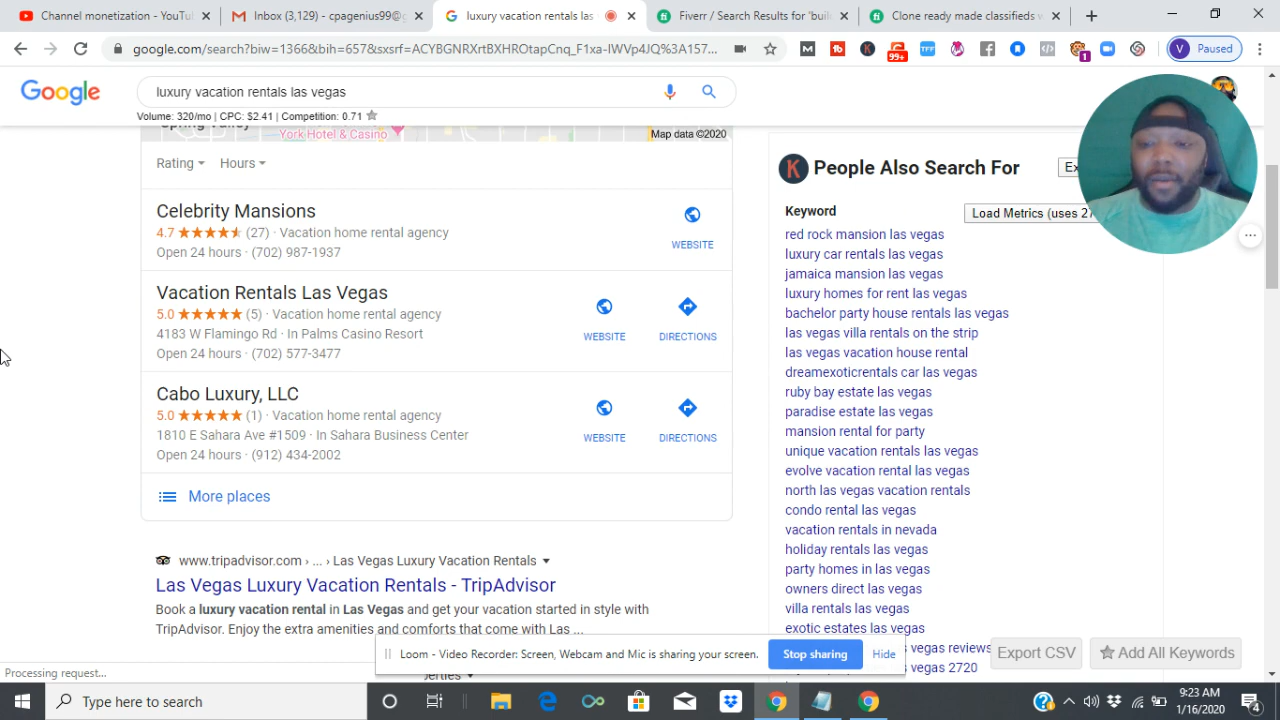 Channel monetization - YouTu
Inbox (3,129) - cpagenius99@g
luxury vacation rentals las
Fiverr / Search Results for 'buil
Clone ready made classifieds w
google.com/search?biw=1366&bih=657&sxsrf=ACYBGNRXrtBXHROtapCnq_F1xa-IWVp4JQ%3A157...
99+
TFF
1
V Paused
Google
luxury vacation rentals las vegas
Volume: 320/mo | CPC: $2.41 | Competition: 0.71
Spring Valley
York Hotel & Casino
Map data ©2020
Rating
Hours
Celebrity Mansions
4.7 (27) · Vacation home rental agency
Open 24 hours · (702) 987-1937
WEBSITE
Vacation Rentals Las Vegas
5.0 (5) · Vacation home rental agency
4183 W Flamingo Rd · In Palms Casino Resort
Open 24 hours · (702) 577-3477
WEBSITE
DIRECTIONS
Cabo Luxury, LLC
5.0 (1) · Vacation home rental agency
1810 E Sahara Ave #1509 · In Sahara Business Center
Open 24 hours · (912) 434-2002
WEBSITE
DIRECTIONS
More places
www.tripadvisor.com › ... › Las Vegas Luxury Vacation Rentals
Las Vegas Luxury Vacation Rentals - TripAdvisor
Book a luxury vacation rental in Las Vegas and get your vacation started in style with
TripAdvisor. Enjoy the extra amenities and comforts that come with Las ...
K People Also Search For
Ex
Keyword
Load Metrics (uses 2
red rock mansion las vegas
luxury car rentals las vegas
jamaica mansion las vegas
luxury homes for rent las vegas
bachelor party house rentals las vegas
las vegas villa rentals on the strip
las vegas vacation house rental
dreamexoticrentals car las vegas
ruby bay estate las vegas
paradise estate las vegas
mansion rental for party
unique vacation rentals las vegas
evolve vacation rental las vegas
north las vegas vacation rentals
condo rental las vegas
vacation rentals in nevada
holiday rentals las vegas
party homes in las vegas
owners direct las vegas
villa rentals las vegas
exotic estates las vegas
s vegas reviews
vegas 2720
Export CSV
Add All Keywords
Loom - Video Recorder: Screen, Webcam and Mic is sharing your screen.
Stop sharing
Hide
Processing request...
Type here to search
9:23 AM
1/16/2020
4